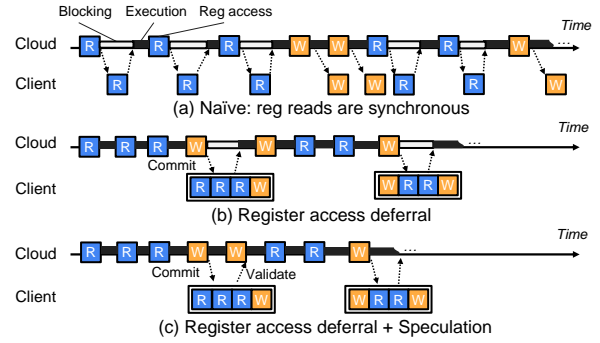 Blocking Execution Reg access
Time
Cloud R R R W W R R W ...
Client R R R W W R R W
(a) Naïve: reg reads are synchronous
Time
Cloud R R R W W R R W ...
Commit
Client R R R W W R R W
(b) Register access deferral
Time
Cloud R R R W W R R W ...
Commit Validate
Client R R R W W R R W
(c) Register access deferral + Speculation